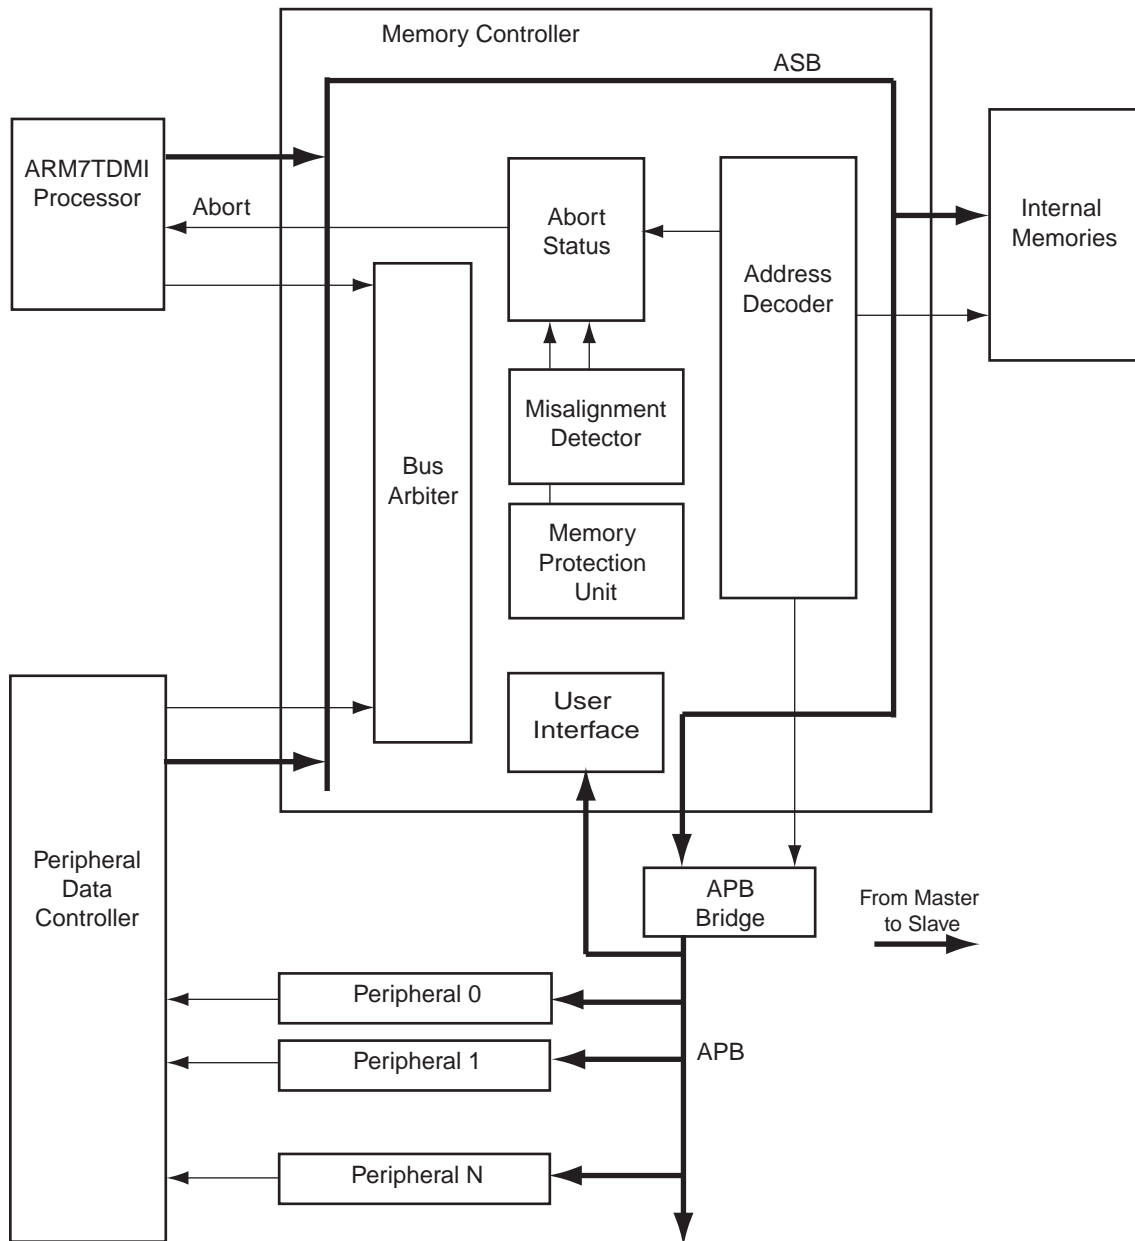 Memory Controller
ASB
ARM7TDMI
Processor
Abort
Abort
Status
Address
Decoder
Internal
Memories
Misalignment
Detector
Bus
Arbiter
Memory
Protection
Unit
User
Interface
Peripheral
Data
Controller
APB
Bridge
From Master
to Slave
Peripheral 0
Peripheral 1
APB
Peripheral N